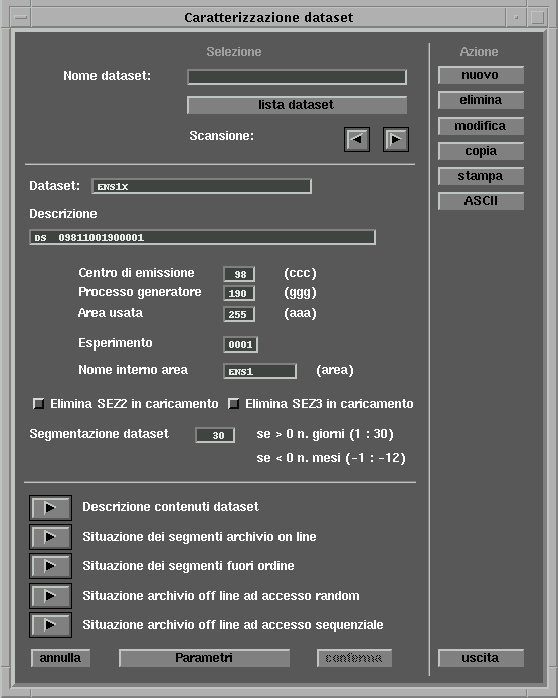 Caratterizzazione dataset
Selezione
Nome dataset:
lista dataset
Scansione:
Dataset: ENS1X
Descrizione
DS 09811001900001
Centro di emissione 98 (ccc)
Processo generatore 190 (ggg)
Area usata 255 (aaa)
Esperimento 0001
Nome interno area ENS1 (area)
Elimina SEZ2 in caricamento Elimina SEZ3 in caricamento
Segmentazione dataset 30 se > 0 n. giorni (1 : 30)
se < 0 n. mesi (-1 : -12)
Descrizione contenuti dataset
Situazione dei segmenti archivio on line
Situazione dei segmenti fuori ordine
Situazione archivio off line ad accesso random
Situazione archivio off line ad accesso sequenziale
annulla Parametri conferma
Azione
nuovo
elimina
modifica
copia
stampa
ASCII
uscita